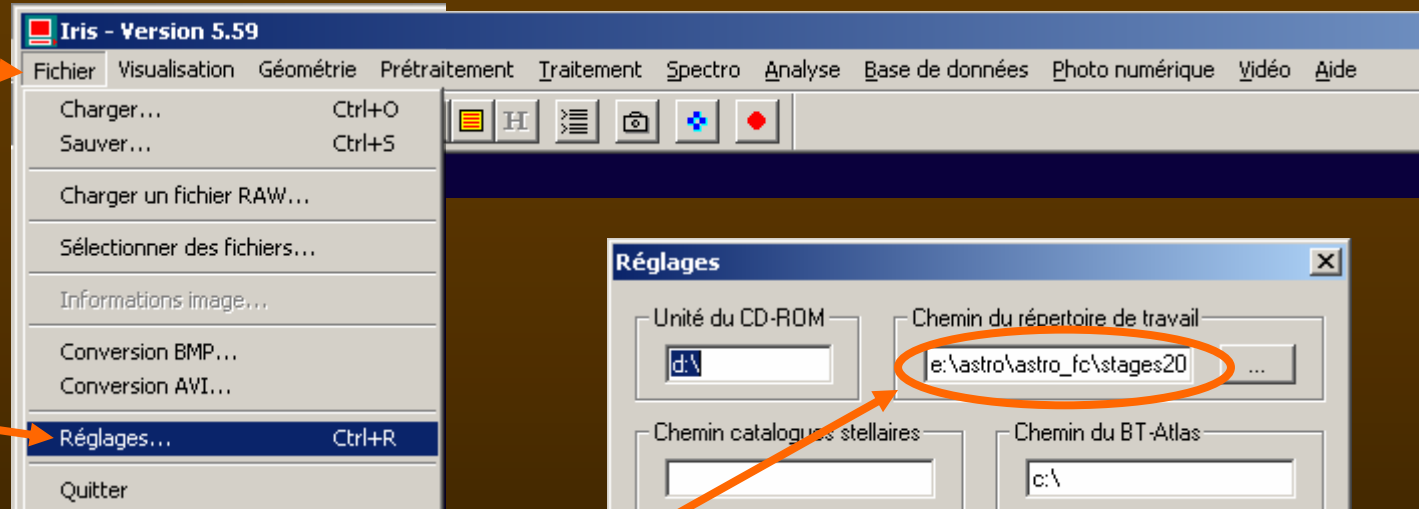 Iris - Version 5.59
Fichier Visualisation Géométrie Prétraitement Traitement Spectro Analyse Base de données Photo numérique Vidéo Aide
Charger... Ctrl+O
Sauver... Ctrl+S
H
Charger un fichier RAW...
Sélectionner des fichiers...
Informations image...
Conversion BMP...
Conversion AVI...
Réglages... Ctrl+R
Quitter
Réglages
Unité du CD-ROM Chemin du répertoire de travail
d:\ e:\astro\astro_fc\stages20 ...
Chemin catalogues stellaires Chemin du BT-Atlas
c:\